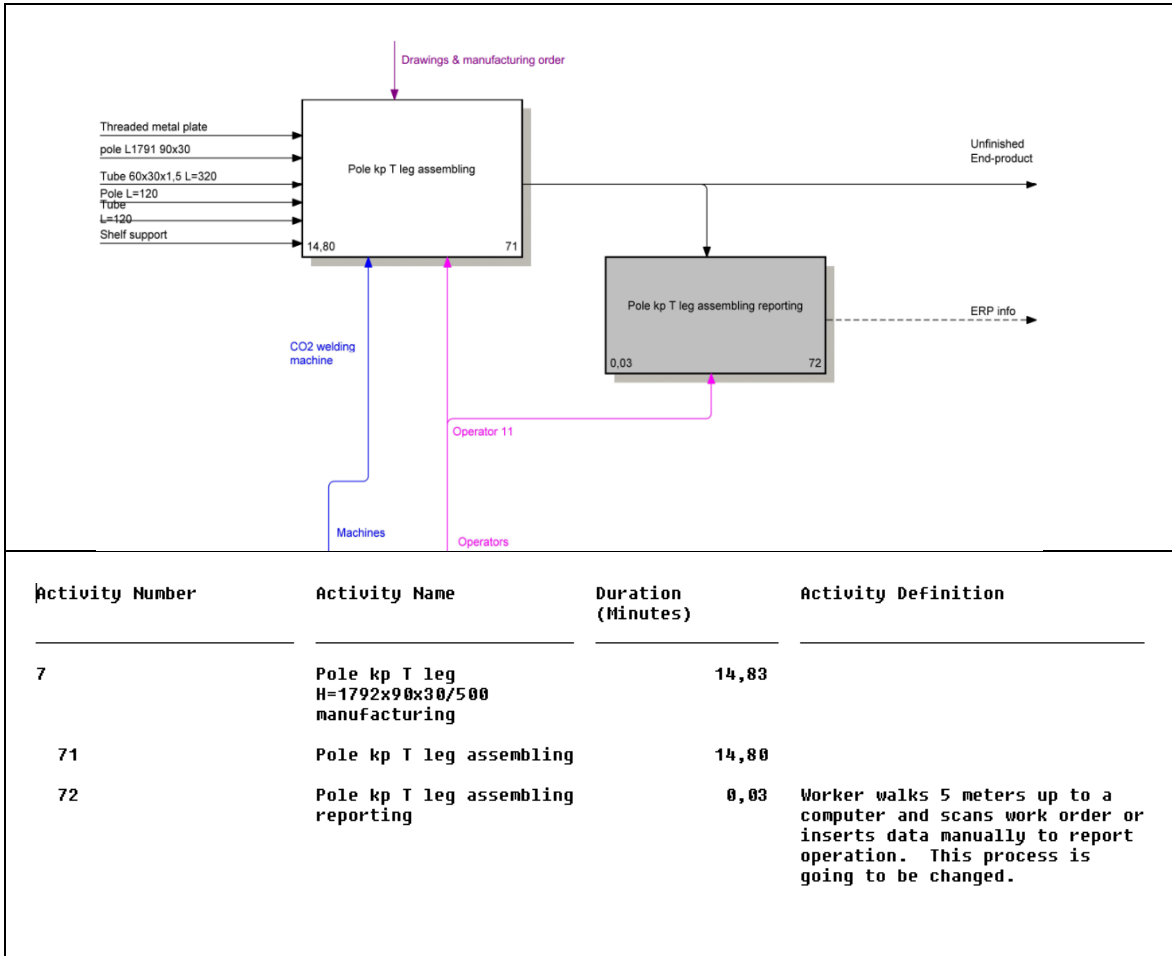 Drawings & manufacturing order
Threaded metal plate
pole L1791 90x30
Tube 60x30x1,5 L=320
Pole L=120
Tube
L=120
Shelf support
Pole kp T leg assembling
14,80
71
Unfinished
End-product
Pole kp T leg assembling reporting
0,03
72
ERP info
CO2 welding
machine
Operator 11
Machines
Operators
Activity Number Activity Name Duration Activity Definition
(Minutes)
7 Pole kp T leg 14,83
H=1792x90x30/500
manufacturing
71 Pole kp T leg assembling 14,80
72 Pole kp T leg assembling 0,03 Worker walks 5 meters up to a
reporting computer and scans work order or
inserts data manually to report
operation. This process is
going to be changed.